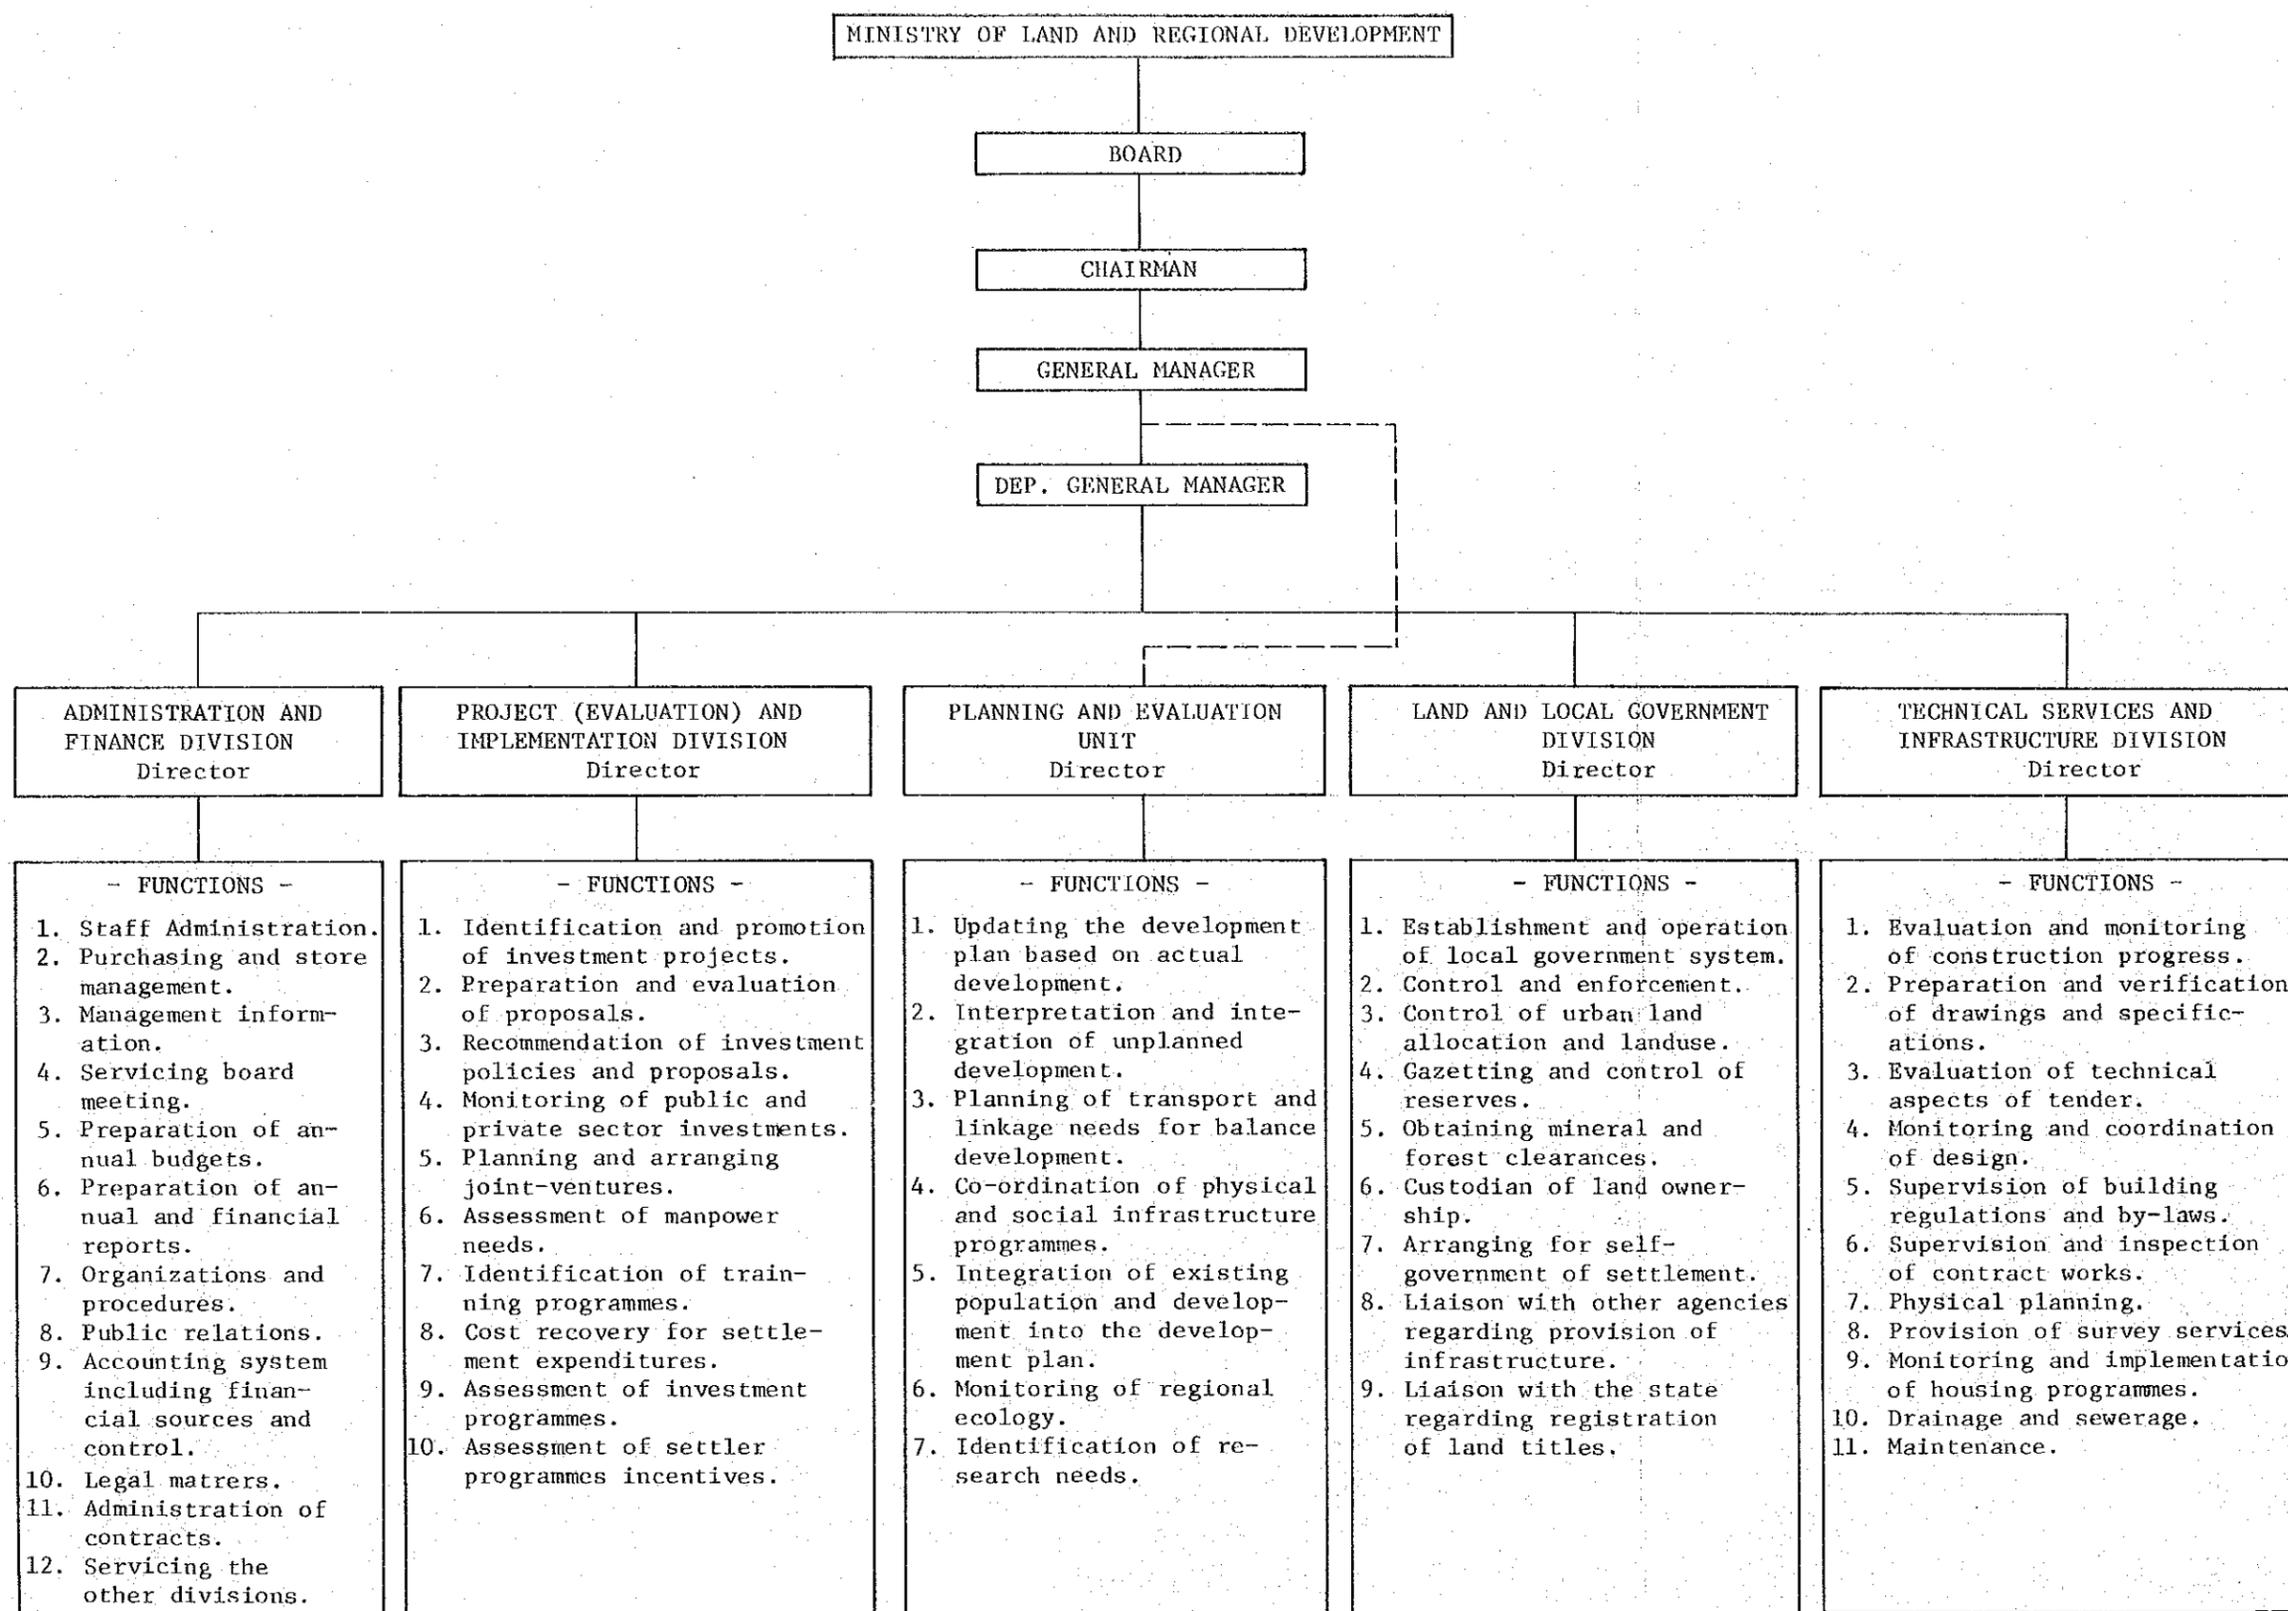 MINISTRY OF LAND AND REGIONAL DEVELOPMENT
BOARD
CHAIRMAN
GENERAL MANAGER
DEP. GENERAL MANAGER
ADMINISTRATION AND
FINANCE DIVISION
Director
PROJECT (EVALUATION) AND
IMPLEMENTATION DIVISION
Director
PLANNING AND EVALUATION
UNIT
Director
LAND AND LOCAL GOVERNMENT
DIVISION
Director
TECHNICAL SERVICES AND
INFRASTRUCTURE DIVISION
Director
- FUNCTIONS -
1. Staff Administration.
2. Purchasing and store
management.
3. Management inform-
ation.
4. Servicing board
meeting.
5. Preparation of an-
nual budgets.
6. Preparation of an-
nual and financial
reports.
7. Organizations and
procedures.
8. Public relations.
9. Accounting system
including finan-
cial sources and
control.
10. Legal matrers.
11. Administration of
contracts.
12. Servicing the
other divisions.
- FUNCTIONS -
1. Identification and promotion
of investment projects.
2. Preparation and evaluation
of proposals.
3. Recommendation of investment
policies and proposals.
4. Monitoring of public and
private sector investments.
5. Planning and arranging
joint-ventures.
6. Assessment of manpower
needs.
7. Identification of train-
ning programmes.
8. Cost recovery for settle-
ment expenditures.
9. Assessment of investment
programmes.
10. Assessment of settler
programmes incentives.
- FUNCTIONS -
1. Updating the development
plan based on actual
development.
2. Interpretation and inte-
gration of unplanned
development.
3. Planning of transport and
linkage needs for balance
development.
4. Co-ordination of physical
and social infrastructure
programmes.
5. Integration of existing
population and develop-
ment into the develop-
ment plan.
6. Monitoring of regional
ecology.
7. Identification of re-
search needs.
- FUNCTIONS -
1. Establishment and operation
of local government system.
2. Control and enforcement.
3. Control of urban land
allocation and landuse.
4. Gazetting and control of
reserves.
5. Obtaining mineral and
forest clearances.
6. Custodian of land owner-
ship.
7. Arranging for self-
government of settlement.
8. Liaison with other agencies
regarding provision of
infrastructure.
9. Liaison with the state
regarding registration
of land titles.
- FUNCTIONS -
1. Evaluation and monitoring
of construction progress.
2. Preparation and verification
of drawings and specific-
ations.
3. Evaluation of technical
aspects of tender.
4. Monitoring and coordination
of design.
5. Supervision of building
regulations and by-laws.
6. Supervision and inspection
of contract works.
7. Physical planning.
8. Provision of survey services
9. Monitoring and implementatio
of housing programmes.
10. Drainage and sewerage.
11. Maintenance.